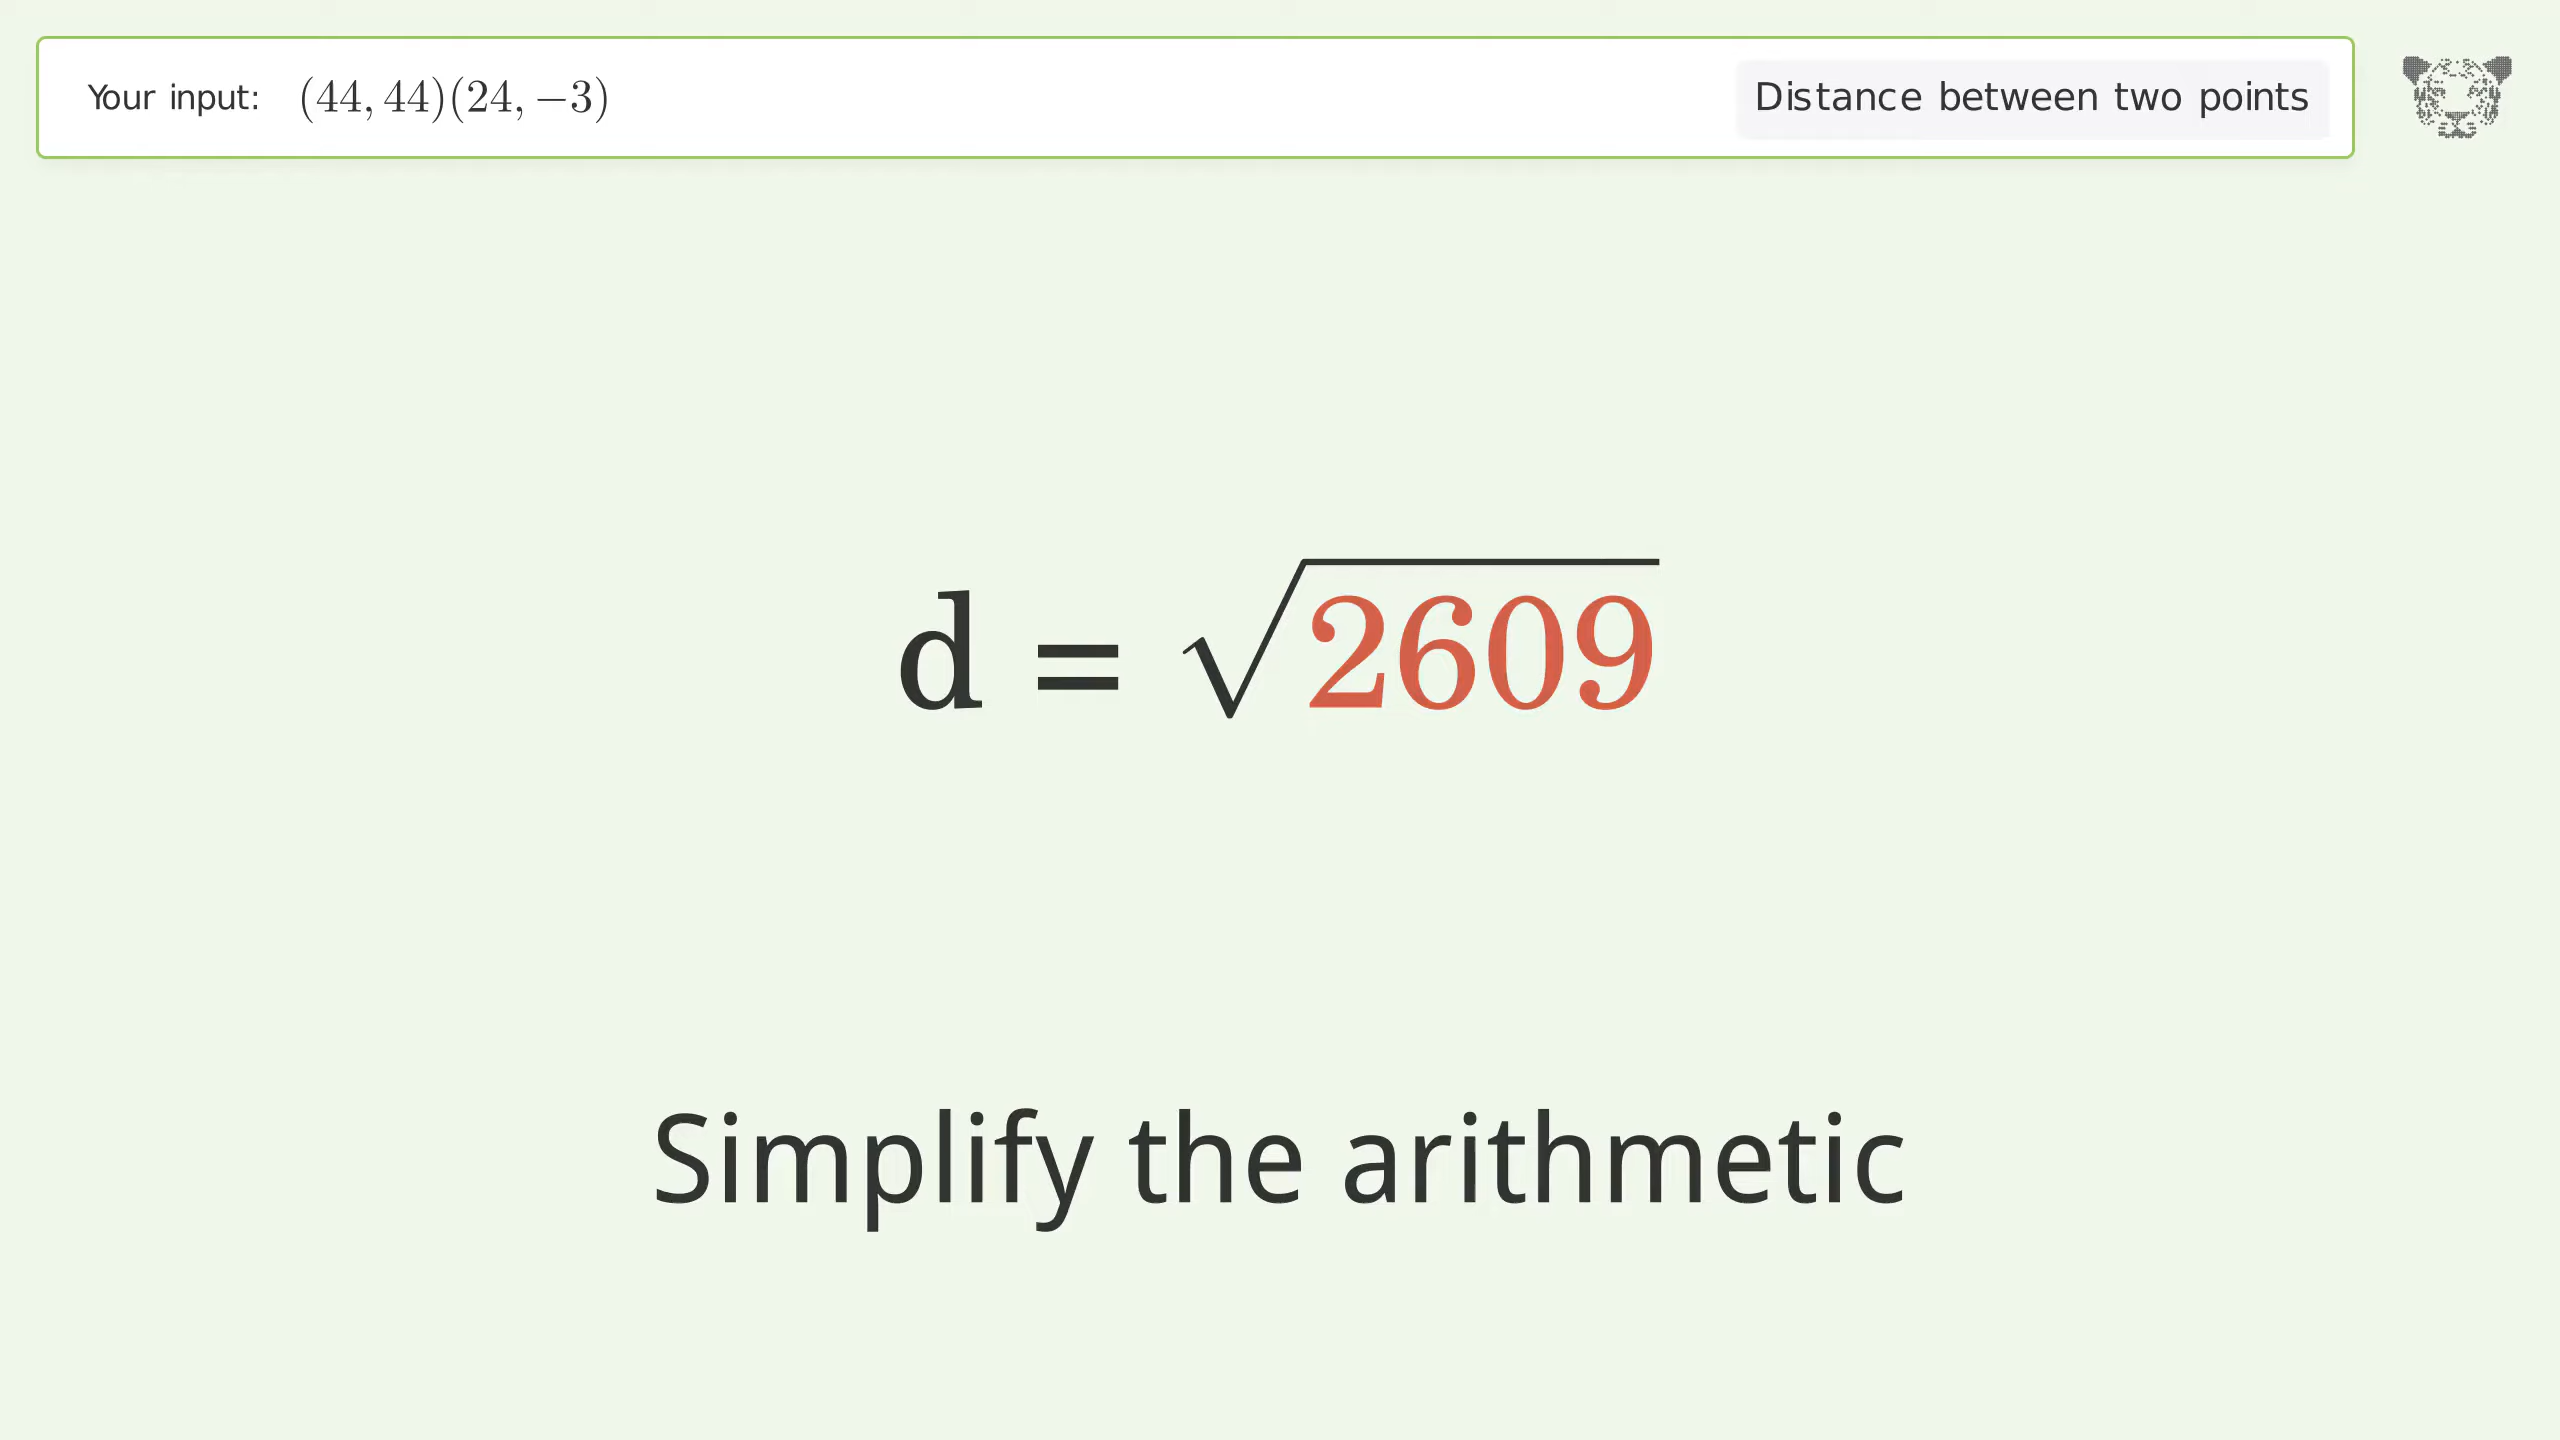 Your input: (44, 44)(24, −3) Distance between two points
d = √2609
Simplify the arithmetic